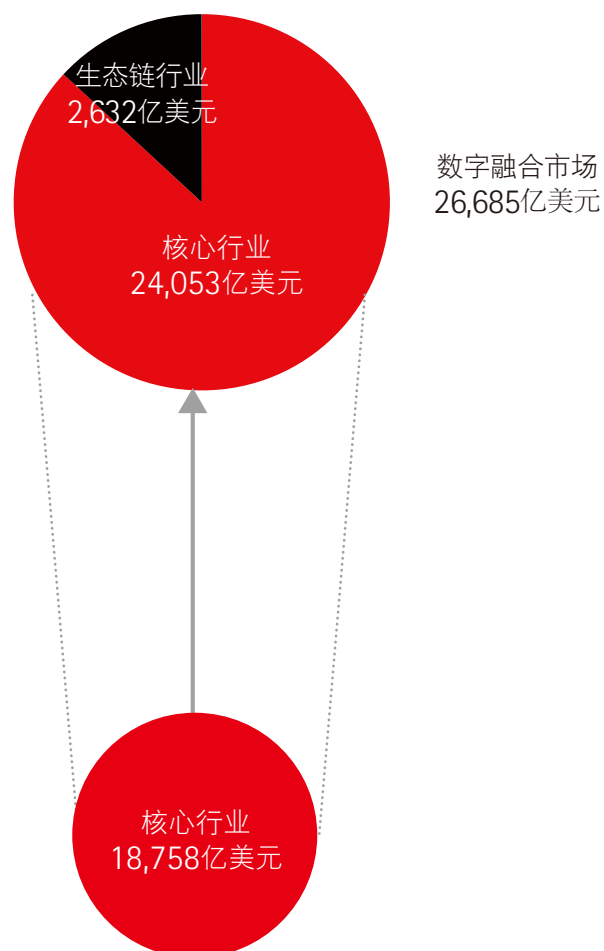 生态链行业
2,632亿美元
数字融合市场
26,685亿美元
核心行业
24,053亿美元
核心行业
18,758亿美元